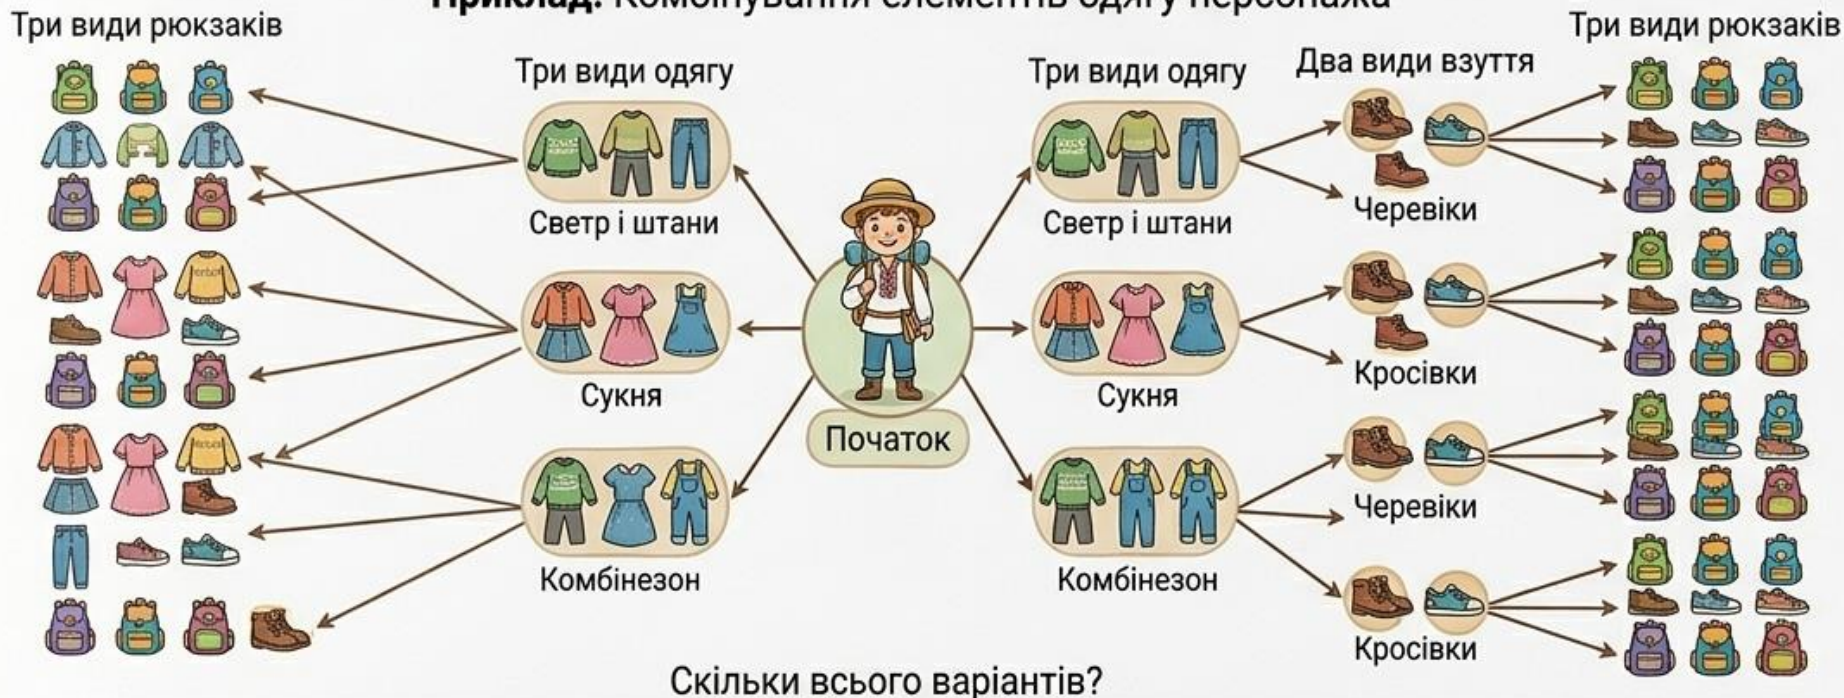 Приклад: Комбінування елементів одягу персонажа
Три види рюкзаків
Три види одягу
Светр і штани
Сукня
Комбінезон
Початок
Три види одягу
Светр і штани
Сукня
Комбінезон
Два види взуття
Черевіки
Кросівки
Черевіки
Кросівки
Три види рюкзаків
Скільки всього варіантів?